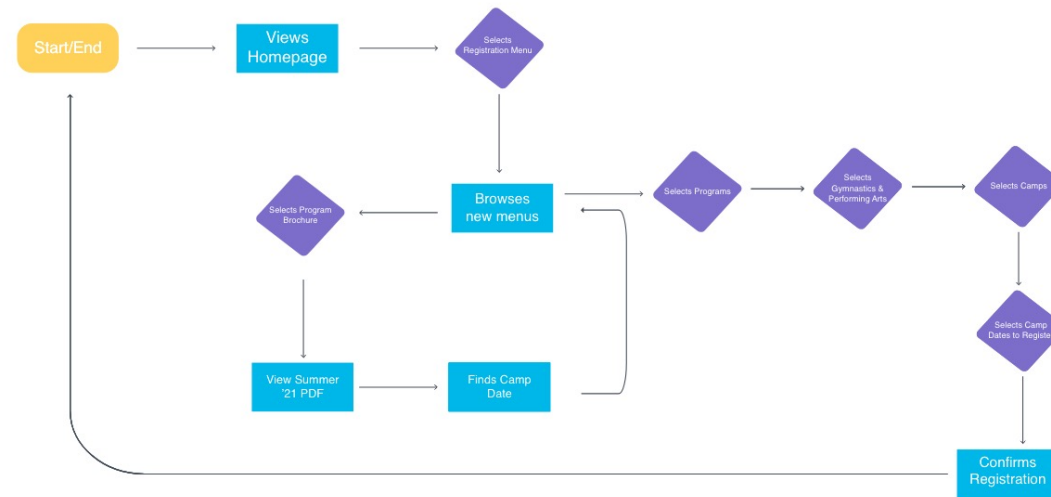 Start/End
Views
Homepage
Selects
Registration Menu
Browses
new menus
Selects Programs
Selects
Gymnastics &
Performing Arts
Selects Camps
Selects Program
Brochure
Selects Camp
Dates to Register
View Summer
'21 PDF
Finds Camp
Date
Confirms
Registration